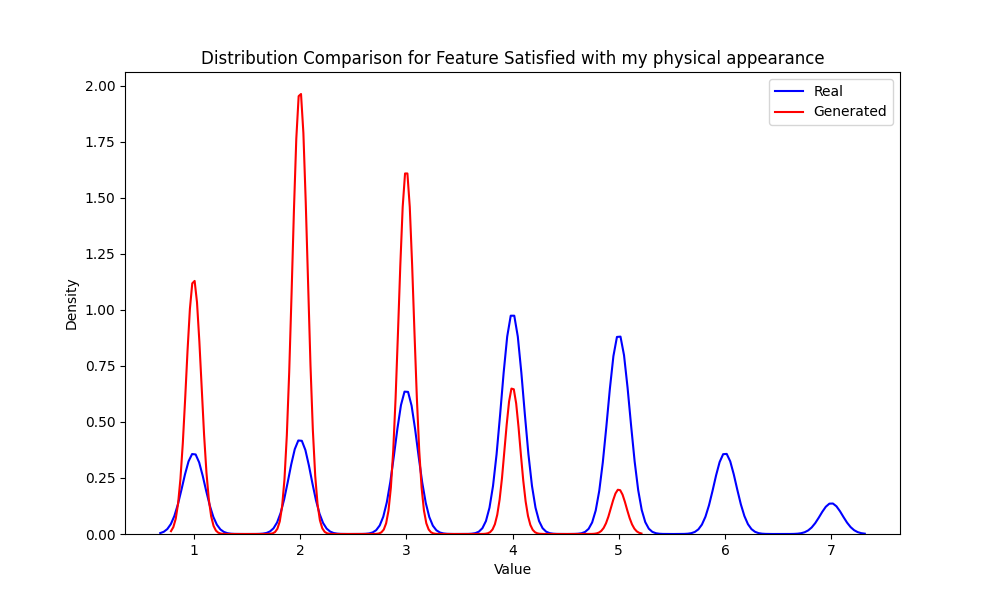 Distribution Comparison for Feature Satisfied with my physical appearance
Real
Generated
2.00
1.75
1.50
1.25
1.00
0.75
0.50
0.25
0.00
Density
1 2 3 4 5 6 7
Value